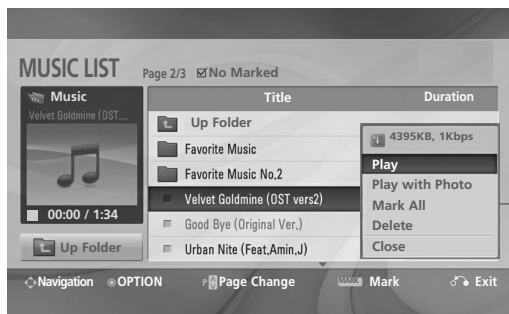 MUSIC LIST
Page 2/3 No Marked
Music
Velvet Goldmine (OST...
00:00 / 1:34
Up Folder
Title Duration
Up Folder
Favorite Music
Favorite Music No,2
Velvet Goldmine (OST vers2)
Good Bye (Original Ver,)
Urban Nite (Feat,Amin,J)
4395KB, 1Kbps
Play
Play with Photo
Mark All
Delete
Close
Navigation OPTION P Page Change MARK Mark Exit